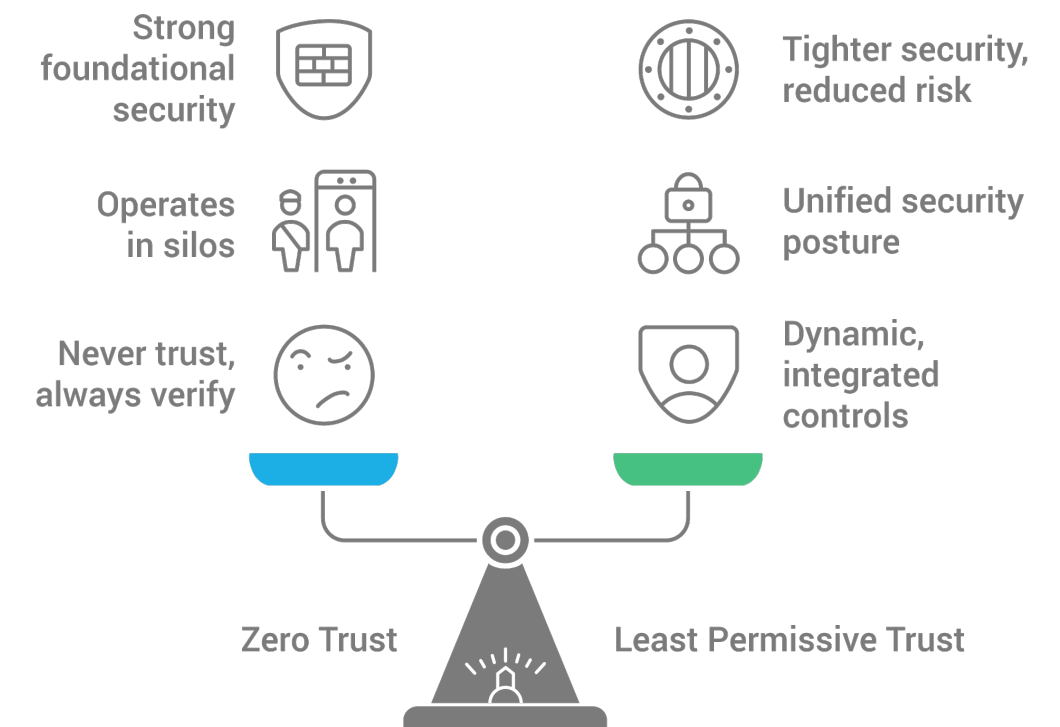 Strong
foundational
security
Tighter security,
reduced risk
Operates
in silos
Unified security
posture
Never trust,
always verify
Dynamic,
integrated
controls
Zero Trust
Least Permissive Trust